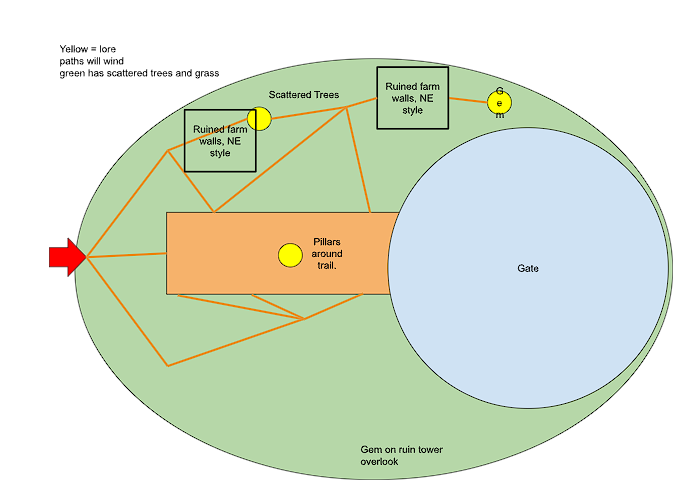 Yellow = lore
paths will wind
green has scattered trees and grass
Scattered Trees
Ruined farm
walls, NE
style
G
e
m
Ruined farm
walls, NE
style
Pillars
around
trail.
Gate
Gem on ruin tower
overlook